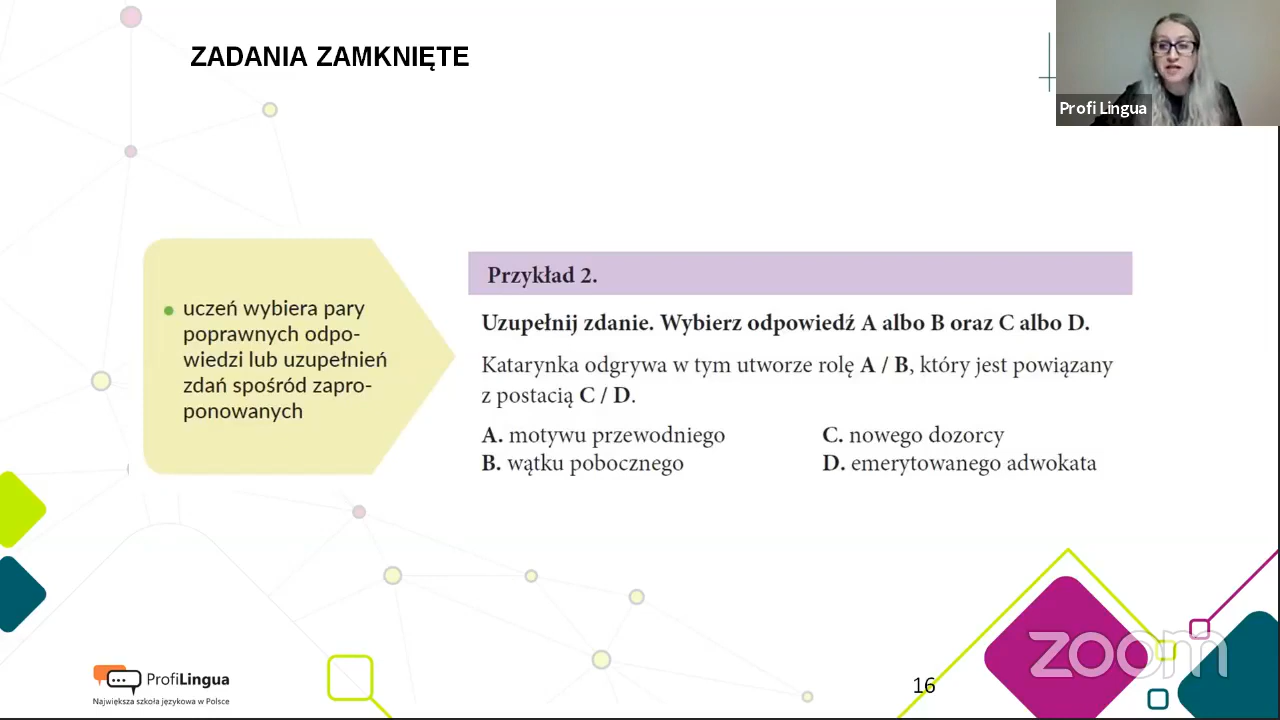 ZADANIA ZAMKNIĘTE
Profi Lingua
• uczeń wybiera pary
poprawnych odpo-
wiedzi lub uzupełnień
zdań spośród zapro-
ponowanych
Przykład 2.
Uzupełnij zdanie. Wybierz odpowiedź A albo B oraz C albo D.
Katarynka odgrywa w tym utworze rolę A / B, który jest powiązany
z postacią C / D.
A. motywu przewodniego
C. nowego dozorcy
B. wątku pobocznego
D. emerytowanego adwokata
ProfiLingua
Największa szkoła językowa w Polsce
16
zoom